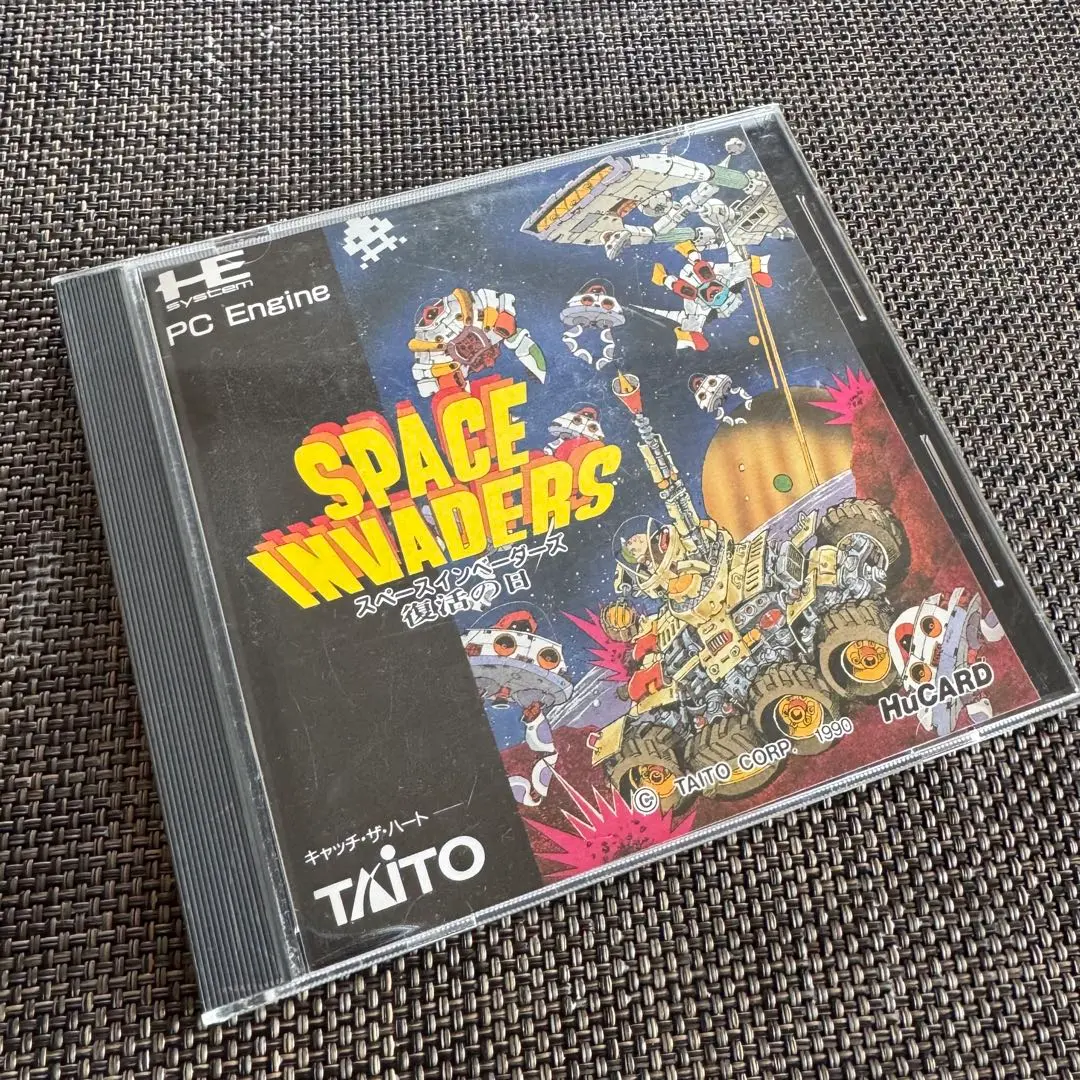 HE
system
PC Engine
SPACE
INVADERS
スペースインベーダース
復活の日
HuCARD
© TAITO CORP. 1990
キャッチ・ザ・ハート
TAiTO